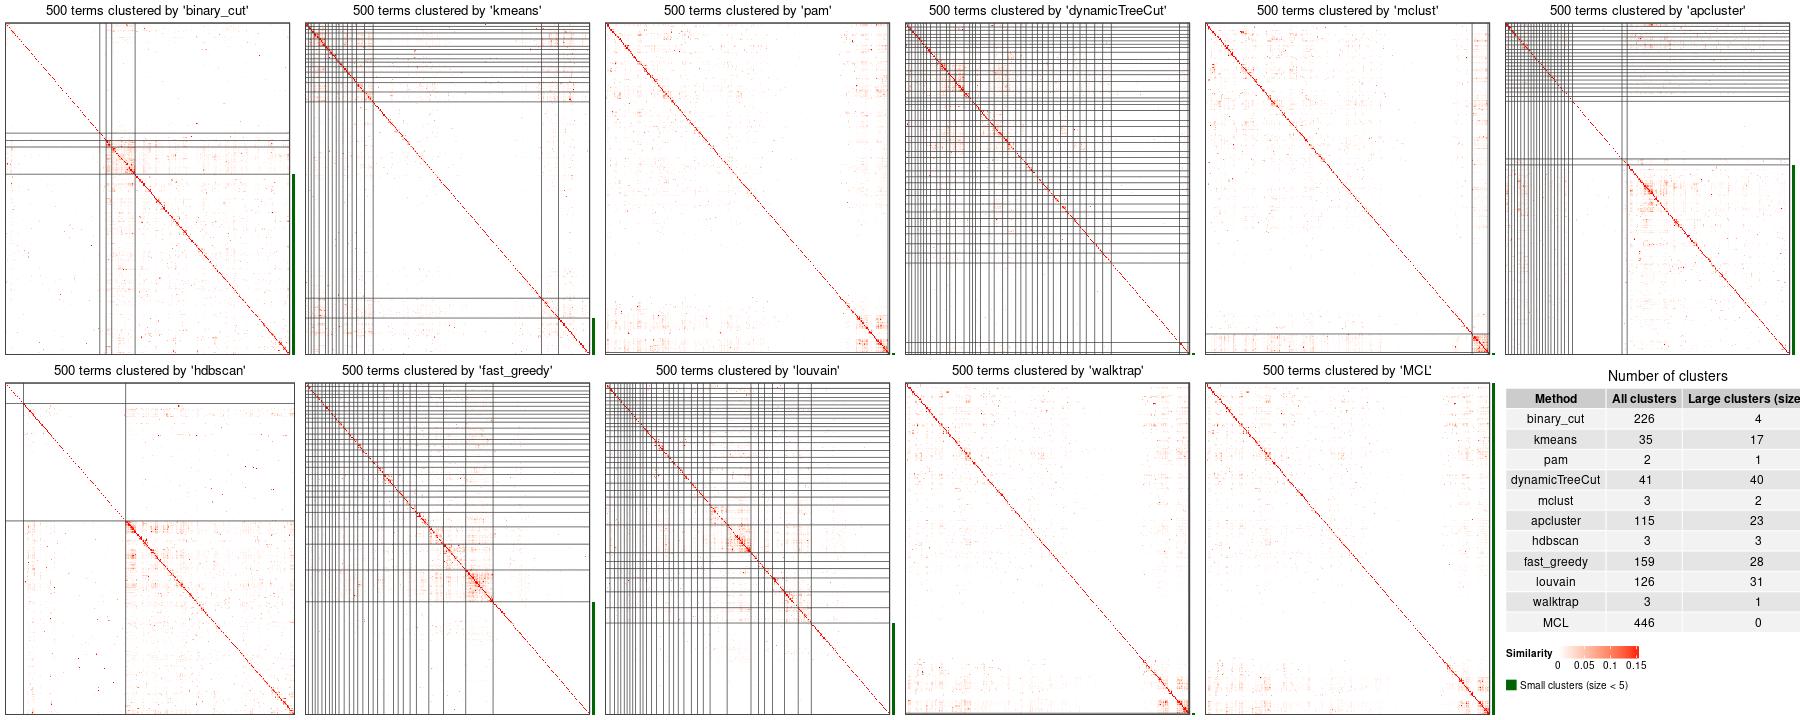 500 terms clustered by 'binary_cut'
500 terms clustered by 'kmeans'
500 terms clustered by 'pam'
500 terms clustered by 'dynamicTreeCut'
500 terms clustered by 'mclust'
500 terms clustered by 'apcluster'
500 terms clustered by 'hdbscan'
500 terms clustered by 'fast_greedy'
500 terms clustered by 'louvain'
500 terms clustered by 'walktrap'
500 terms clustered by 'MCL'
Number of clusters
Method All clusters Large clusters (size
binary_cut 226 4
kmeans 35 17
pam 2 1
dynamicTreeCut 41 40
mclust 3 2
apcluster 115 23
hdbscan 3 3
fast_greedy 159 28
louvain 126 31
walktrap 3 1
MCL 446 0
Similarity
0 0.05 0.1 0.15
Small clusters (size < 5)